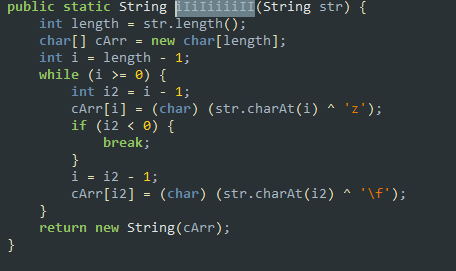 public static String iIiIiiiiII(String str) {
int length = str.length();
char[] cArr = new char[length];
int i = length - 1;
while (i >= 0) {
int i2 = i - 1;
cArr[i] = (char) (str.charAt(i) ^ 'z');
if (i2 < 0) {
break;
}
i = i2 - 1;
cArr[i2] = (char) (str.charAt(i2) ^ '\f');
}
return new String(cArr);
}